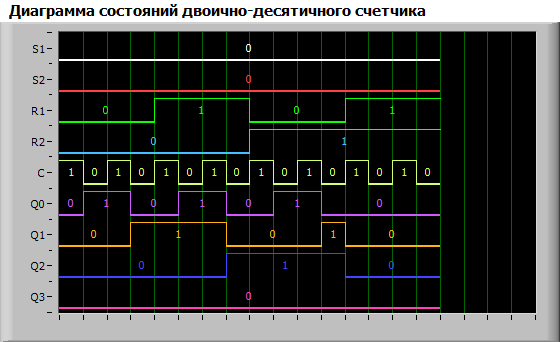 Диаграмма состояний двоично-десятичного счетчика
S1 0
S2 0
R1 0 1 0 1
R2 0 1
C 1 0 1 0 1 0 1 0 1 0 1 0 1 0 1 0
Q0 0 1 0 1 0 1 0
Q1 0 1 0 1 0
Q2 0 1 0
Q3 0